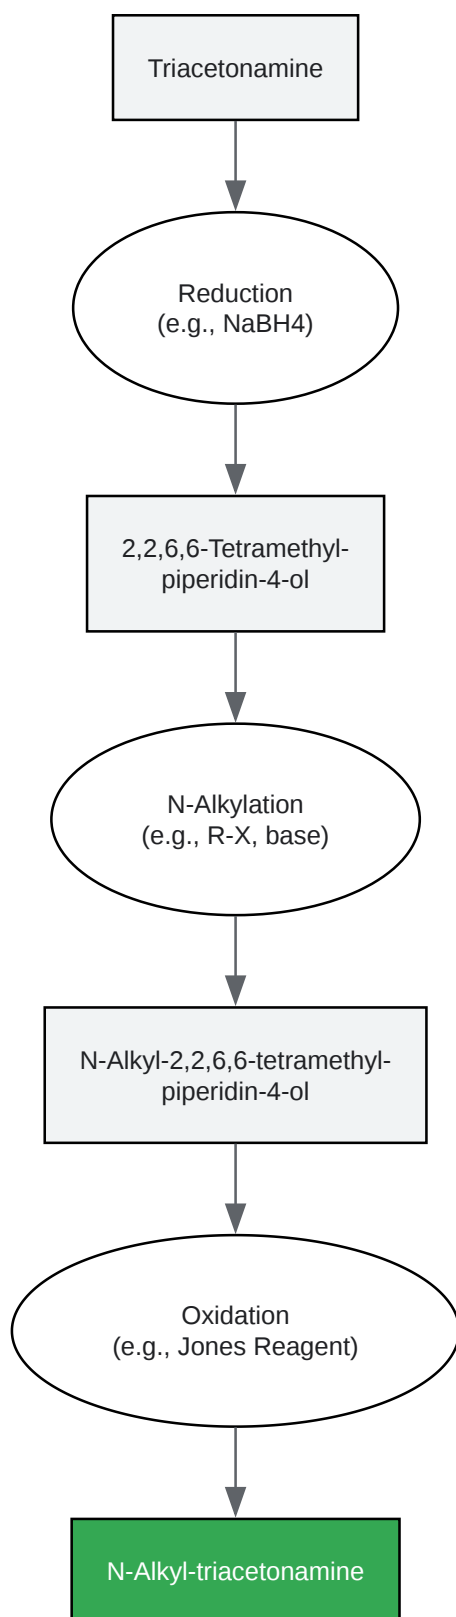 Triacetonamine
Reduction
(e.g., NaBH4)
2,2,6,6-Tetramethyl-
piperidin-4-ol
N-Alkylation
(e.g., R-X, base)
N-Alkyl-2,2,6,6-tetramethyl-
piperidin-4-ol
Oxidation
(e.g., Jones Reagent)
N-Alkyl-triacetonamine